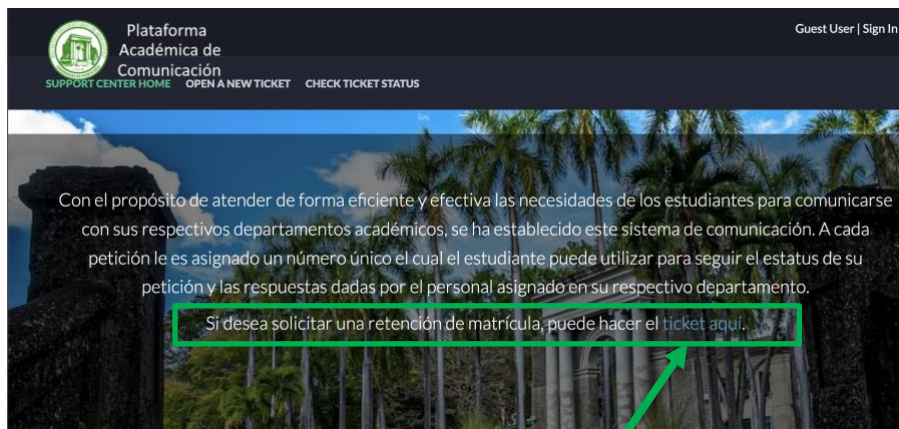 Plataforma
Académica de
Comunicación
Guest User | Sign In
SUPPORT CENTER HOME OPEN A NEW TICKET CHECK TICKET STATUS
Con el propósito de atender de forma eficiente y efectiva las necesidades de los estudiantes para comunicarse
con sus respectivos departamentos académicos, se ha establecido este sistema de comunicación. A cada
petición le es asignado un número único el cual el estudiante puede utilizar para seguir el estatus de su
petición y las respuestas dadas por el personal asignado en su respectivo departamento.
Si desea solicitar una retención de matrícula, puede hacer el ticket aquí.